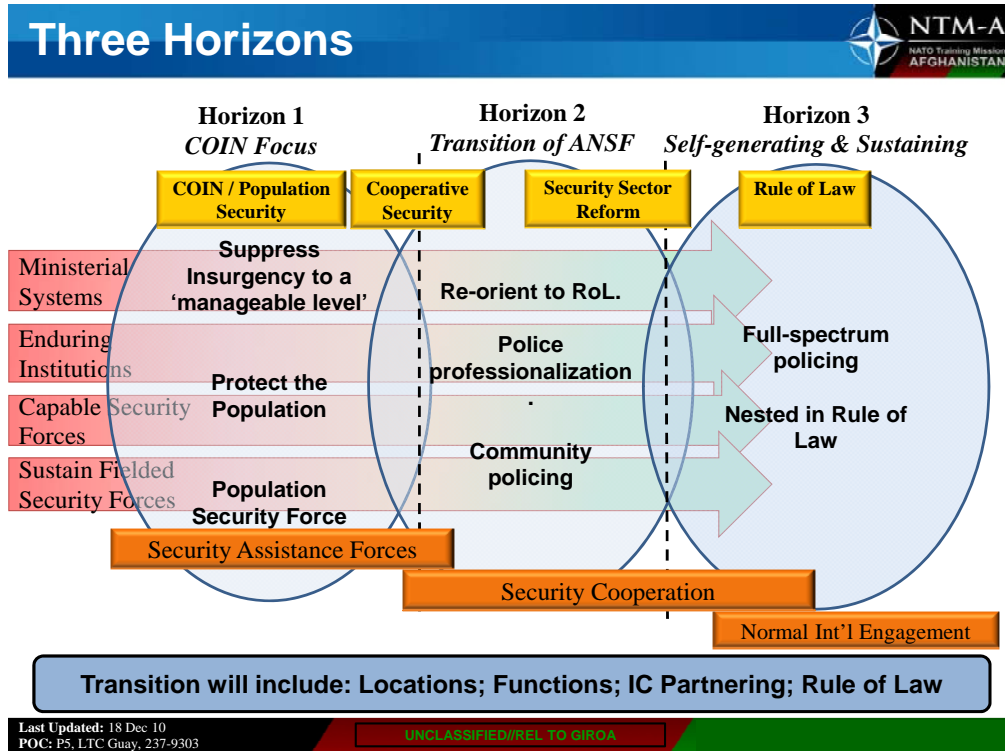 Three Horizons
NTM-A
NATO Training Mission
AFGHANISTAN
Horizon 1
COIN Focus
Horizon 2
Transition of ANSF
Horizon 3
Self-generating & Sustaining
COIN / Population
Security
Cooperative
Security
Security Sector
Reform
Rule of Law
Ministerial
Systems
Enduring
Institutions
Capable Security
Forces
Sustain Fielded
Security Forces
Suppress
Insurgency to a
‘manageable level’
Protect the
Population
Population
Security Force
Re-orient to RoL.
Police
professionalization
.
Community
policing
Full-spectrum
policing
Nested in Rule of
Law
Security Assistance Forces
Security Cooperation
Normal Int’l Engagement
Transition will include: Locations; Functions; IC Partnering; Rule of Law
Last Updated: 18 Dec 10
POC: P5, LTC Guay, 237-9303
UNCLASSIFIED//REL TO GIROA